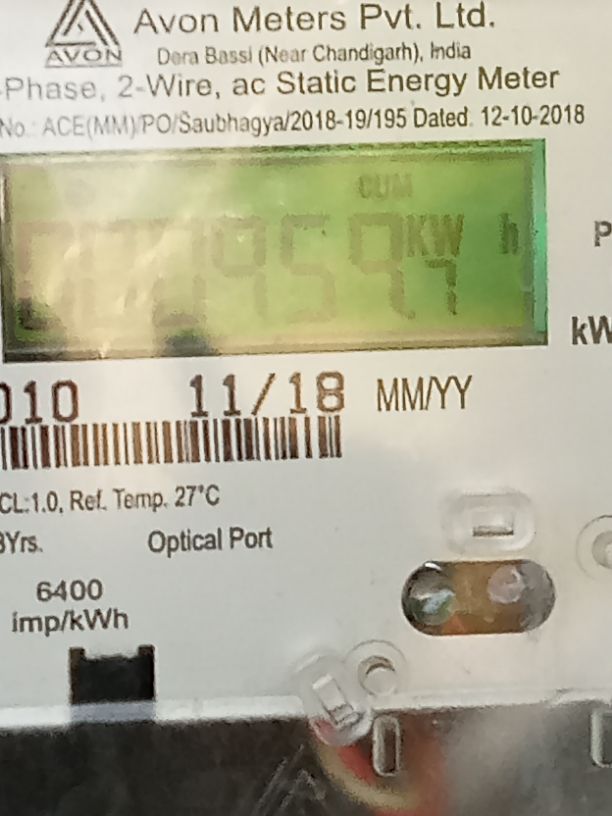 Avon Meters Pvt. Ltd.
AVON
Dera Bassi (Near Chandigarh), India
-Phase, 2-Wire, ac Static Energy Meter
No.: ACE(MM)/PO/Saubhagya/2018-19/195 Dated. 12-10-2018
CUM
KW h
P
kW
010 11/18 MM/YY
CL:1.0, Ref. Temp. 27°C
Yrs. Optical Port
6400
imp/kWh